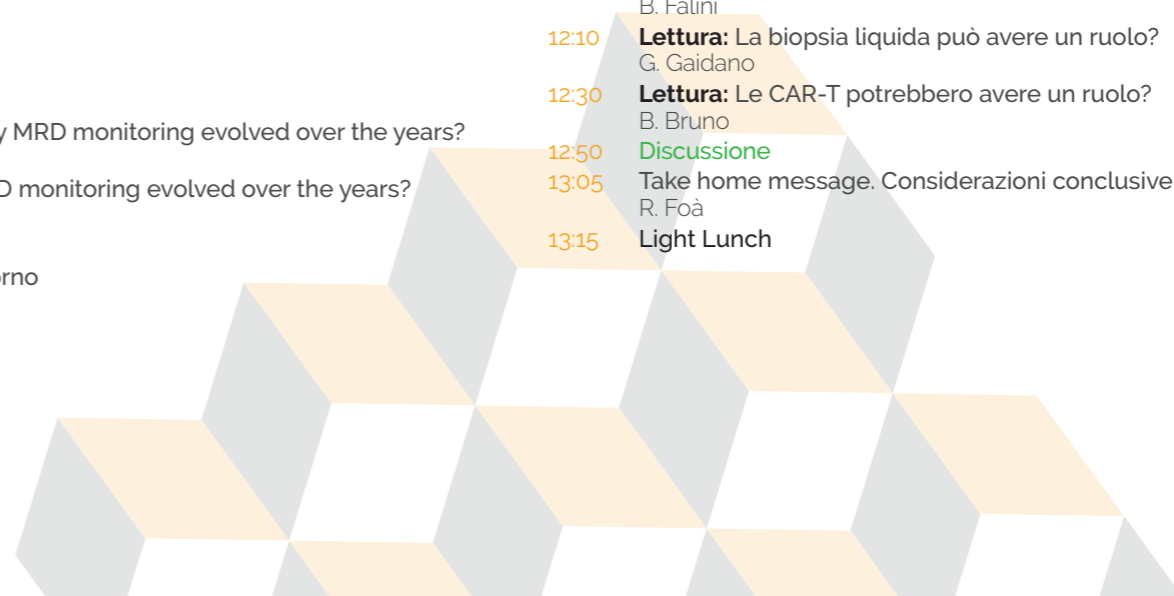 y MRD monitoring evolved over the years?
D monitoring evolved over the years?
orno
B. Falini
12:10 Lettura: La biopsia liquida può avere un ruolo?
G. Gaidano
12:30 Lettura: Le CAR-T potrebbero avere un ruolo?
B. Bruno
12:50 Discussione
13:05 Take home message. Considerazioni conclusive
R. Foà
13:15 Light Lunch